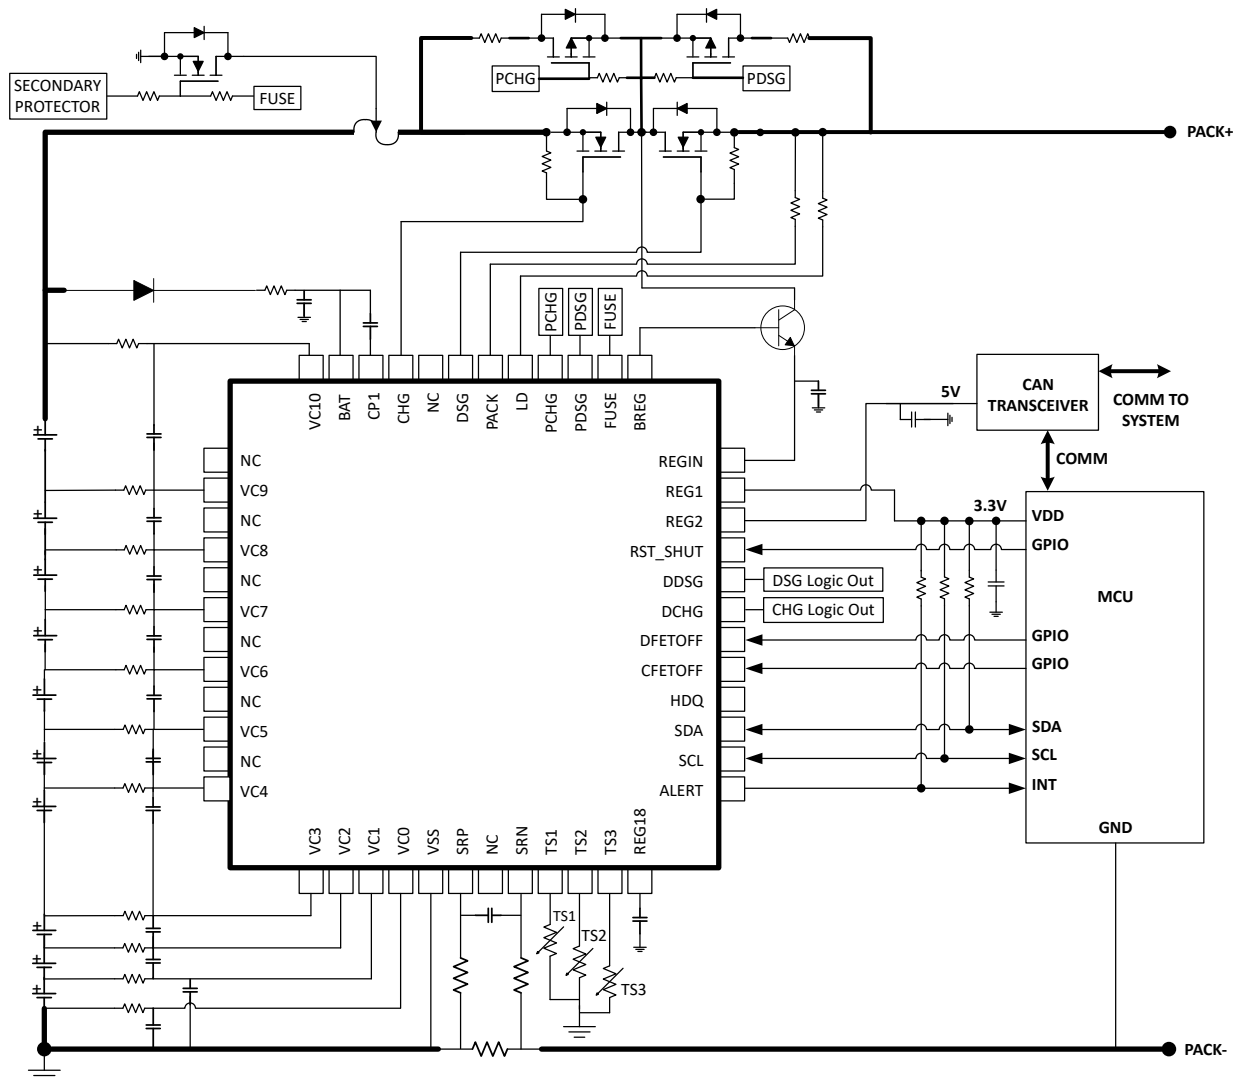 SECONDARY
PROTECTOR
FUSE
PCHG
PDSG
PACK+
PCHG
PDSG
FUSE
VC10
BAT
CP1
CHG
NC
DSG
PACK
LD
PCHG
PDSG
FUSE
BREG
NC
VC9
NC
VC8
NC
VC7
NC
VC6
NC
VC5
NC
VC4
REGIN
REG1
REG2
RST_SHUT
DDSG
DCHG
DFETOFF
CFETOFF
HDQ
SDA
SCL
ALERT
VC3
VC2
VC1
VC0
VSS
SRP
NC
SRN
TS1
TS2
TS3
REG18
DSG Logic Out
CHG Logic Out
5V
CAN
TRANSCEIVER
COMM TO
SYSTEM
COMM
3.3V
VDD
GPIO
MCU
GPIO
GPIO
SDA
SCL
INT
GND
TS1
TS2
TS3
PACK-
+
+
+
+
+
+
+
+
+
+